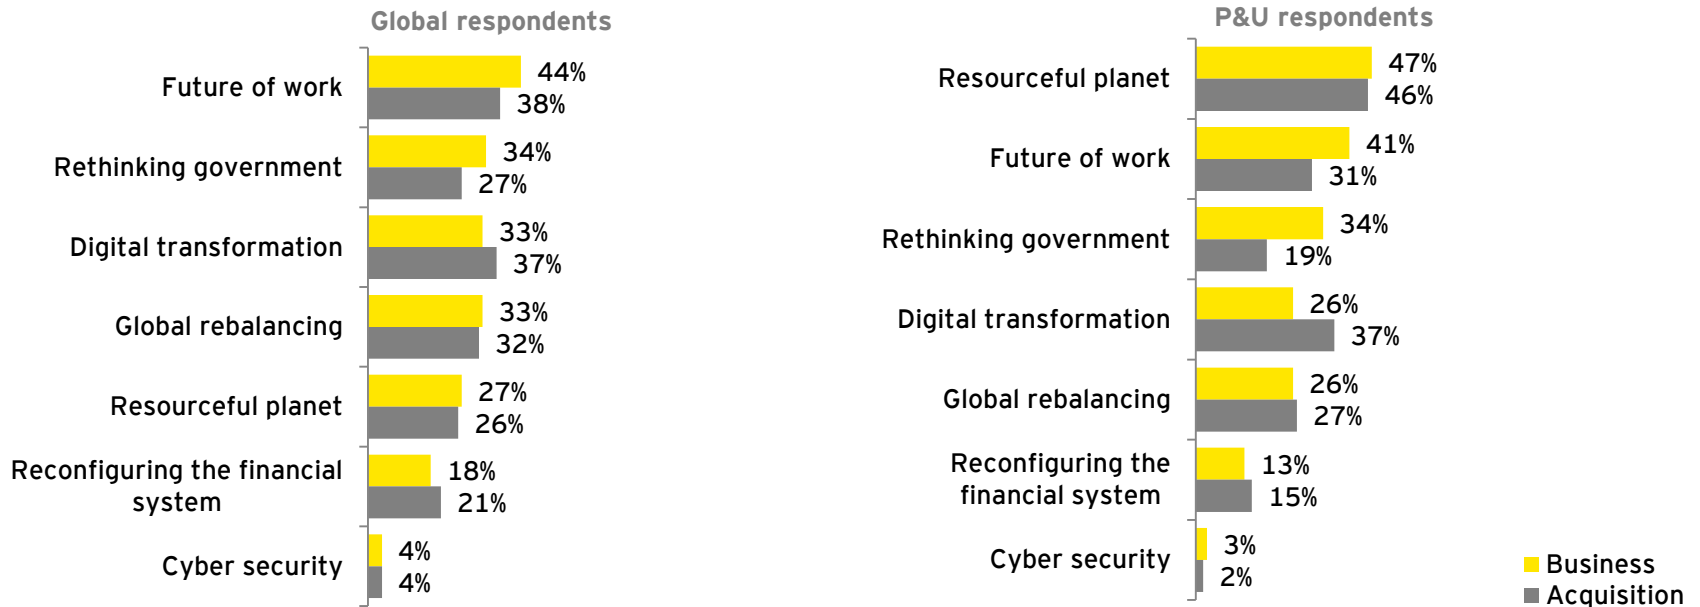 Global respondents
Future of work
44%
38%
Rethinking government
34%
27%
Digital transformation
33%
37%
Global rebalancing
33%
32%
Resourceful planet
27%
26%
Reconfiguring the financial
system
18%
21%
Cyber security
4%
4%
P&U respondents
Resourceful planet
47%
46%
Future of work
41%
31%
Rethinking government
34%
19%
Digital transformation
26%
37%
Global rebalancing
26%
27%
Reconfiguring the
financial system
13%
15%
Cyber security
3%
2%
Business
Acquisition